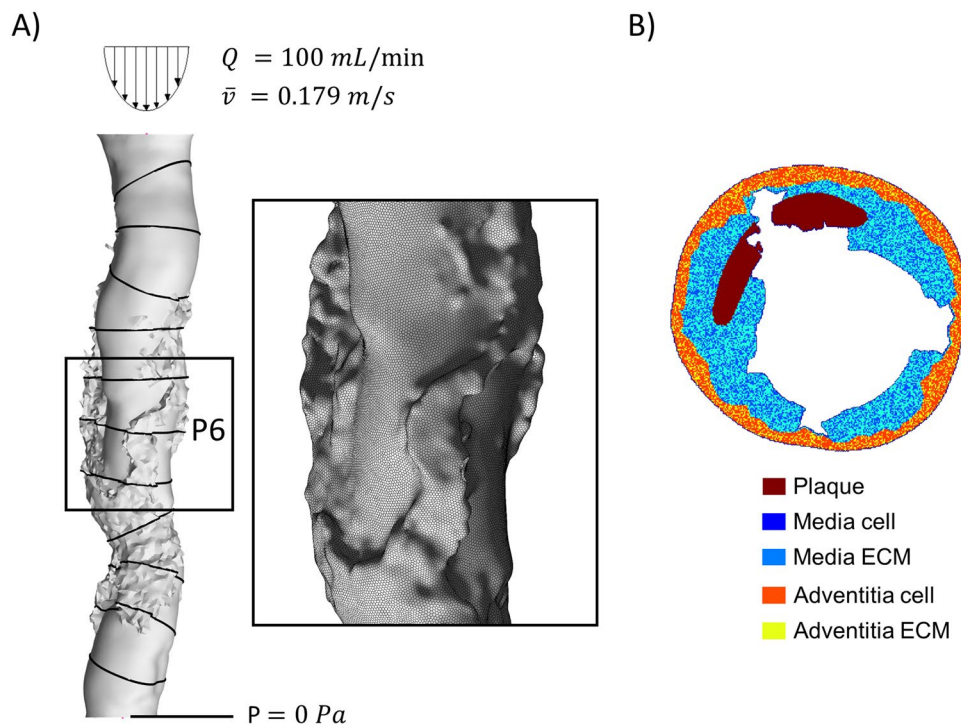 A)
Q = 100 mL/min
v̄ = 0.179 m/s
P6
P = 0 Pa
B)
Plaque
Media cell
Media ECM
Adventitia cell
Adventitia ECM